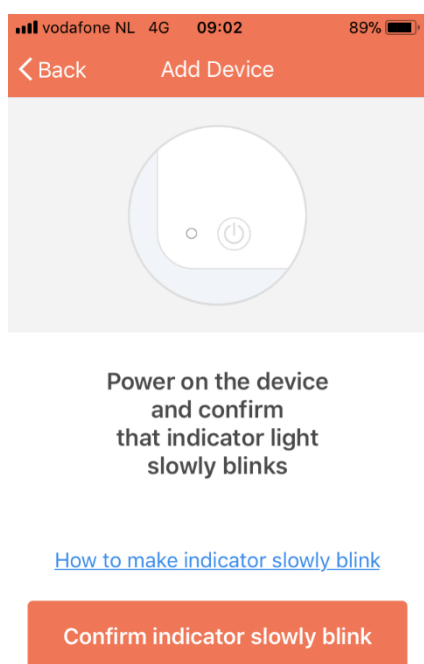 vodafone NL 4G 09:02 89%
Back Add Device
Power on the device
and confirm
that indicator light
slowly blinks
How to make indicator slowly blink
Confirm indicator slowly blink